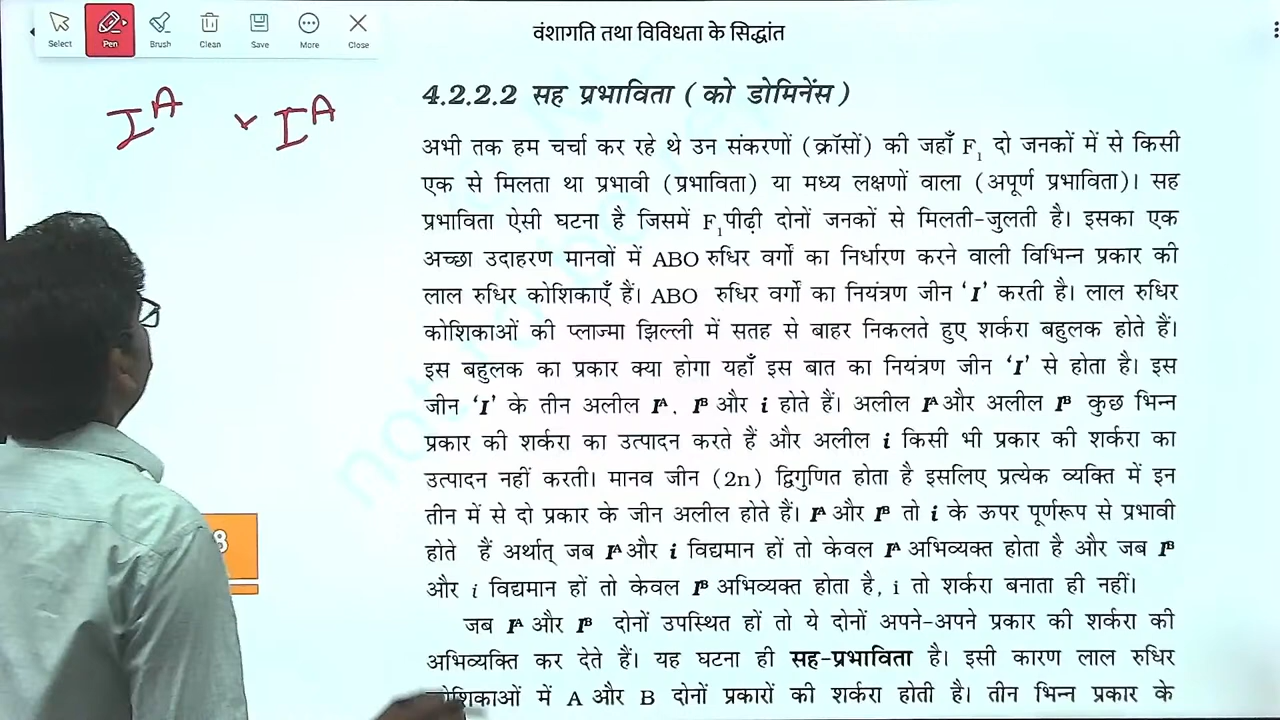 Select Pen Brush Clean Save More Close
वंशागति तथा विविधता के सिद्धांत
I^A × I^A
4.2.2.2 सह प्रभाविता ( को डोमिनेंस )
अभी तक हम चर्चा कर रहे थे उन संकरणों (क्रॉसों) की जहाँ F₁ दो जनकों में से किसी
एक से मिलता था प्रभावी (प्रभाविता) या मध्य लक्षणों वाला (अपूर्ण प्रभाविता)। सह
प्रभाविता ऐसी घटना है जिसमें F₁पीढ़ी दोनों जनकों से मिलती-जुलती है। इसका एक
अच्छा उदाहरण मानवों में ABO रुधिर वर्गों का निर्धारण करने वाली विभिन्न प्रकार की
लाल रुधिर कोशिकाएँ हैं। ABO रुधिर वर्गों का नियंत्रण जीन ‘I’ करती है। लाल रुधिर
कोशिकाओं की प्लाज्मा झिल्ली में सतह से बाहर निकलते हुए शर्करा बहुलक होते हैं।
इस बहुलक का प्रकार क्या होगा यहाँ इस बात का नियंत्रण जीन ‘I’ से होता है। इस
जीन ‘I’ के तीन अलील Iᴬ, Iᴮ और i होते हैं। अलील Iᴬ और अलील Iᴮ कुछ भिन्न
प्रकार की शर्करा का उत्पादन करते हैं और अलील i किसी भी प्रकार की शर्करा का
उत्पादन नहीं करती। मानव जीन (2n) द्विगुणित होता है इसलिए प्रत्येक व्यक्ति में इन
तीन में से दो प्रकार के जीन अलील होते हैं। Iᴬ और Iᴮ तो i के ऊपर पूर्णरूप से प्रभावी
होते हैं अर्थात् जब Iᴬ और i विद्यमान हों तो केवल Iᴬ अभिव्यक्त होता है और जब Iᴮ
और i विद्यमान हों तो केवल Iᴮ अभिव्यक्त होता है, i तो शर्करा बनाता ही नहीं।
जब Iᴬ और Iᴮ दोनों उपस्थित हों तो ये दोनों अपने-अपने प्रकार की शर्करा की
अभिव्यक्ति कर देते हैं। यह घटना ही सह-प्रभाविता है। इसी कारण लाल रुधिर
में A और B दोनों प्रकारों की शर्करा होती है। तीन भिन्न प्रकार के